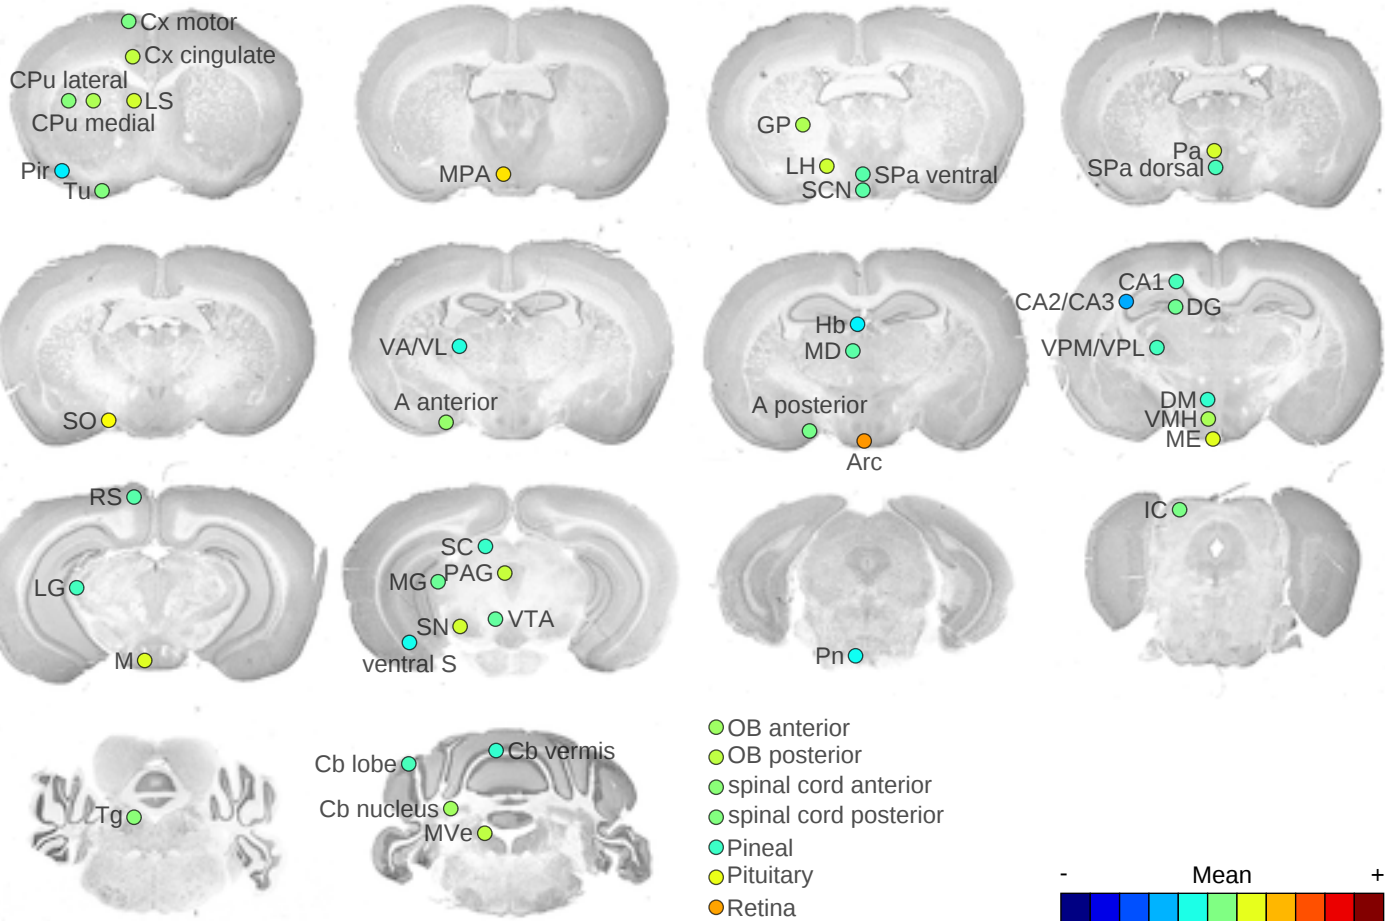 Cx motor
Cx cingulate
CPu lateral
LS
CPu medial
Pir
Tu
MPA
GP
LH
SPa ventral
SCN
Pa
SPa dorsal
SO
VA/VL
A anterior
Hb
MD
A posterior
Arc
CA1
CA2/CA3
DG
VPM/VPL
DM
VMH
ME
RS
LG
M
SC
MG
PAG
SN
VTA
ventral S
Pn
IC
Tg
Cb lobe
Cb vermis
Cb nucleus
MVe
OB anterior
OB posterior
spinal cord anterior
spinal cord posterior
Pineal
Pituitary
Retina
- Mean +